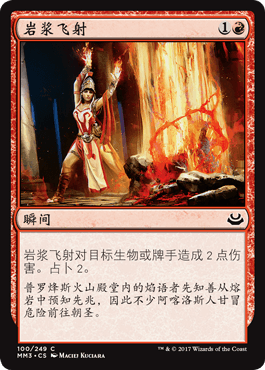 岩浆飞射 1
瞬间
岩浆飞射对目标生物或牌手造成2点伤
害。占卜2。
普罗烽斯火山殿堂内的焰语者先知善从熔
岩中预知先兆，因此不少阿喀洛斯人甘冒
危险前往朝圣。
100/249 C
MM3 • CS MACIEJ KUCIARA
™ & © 2017 Wizards of the Coast